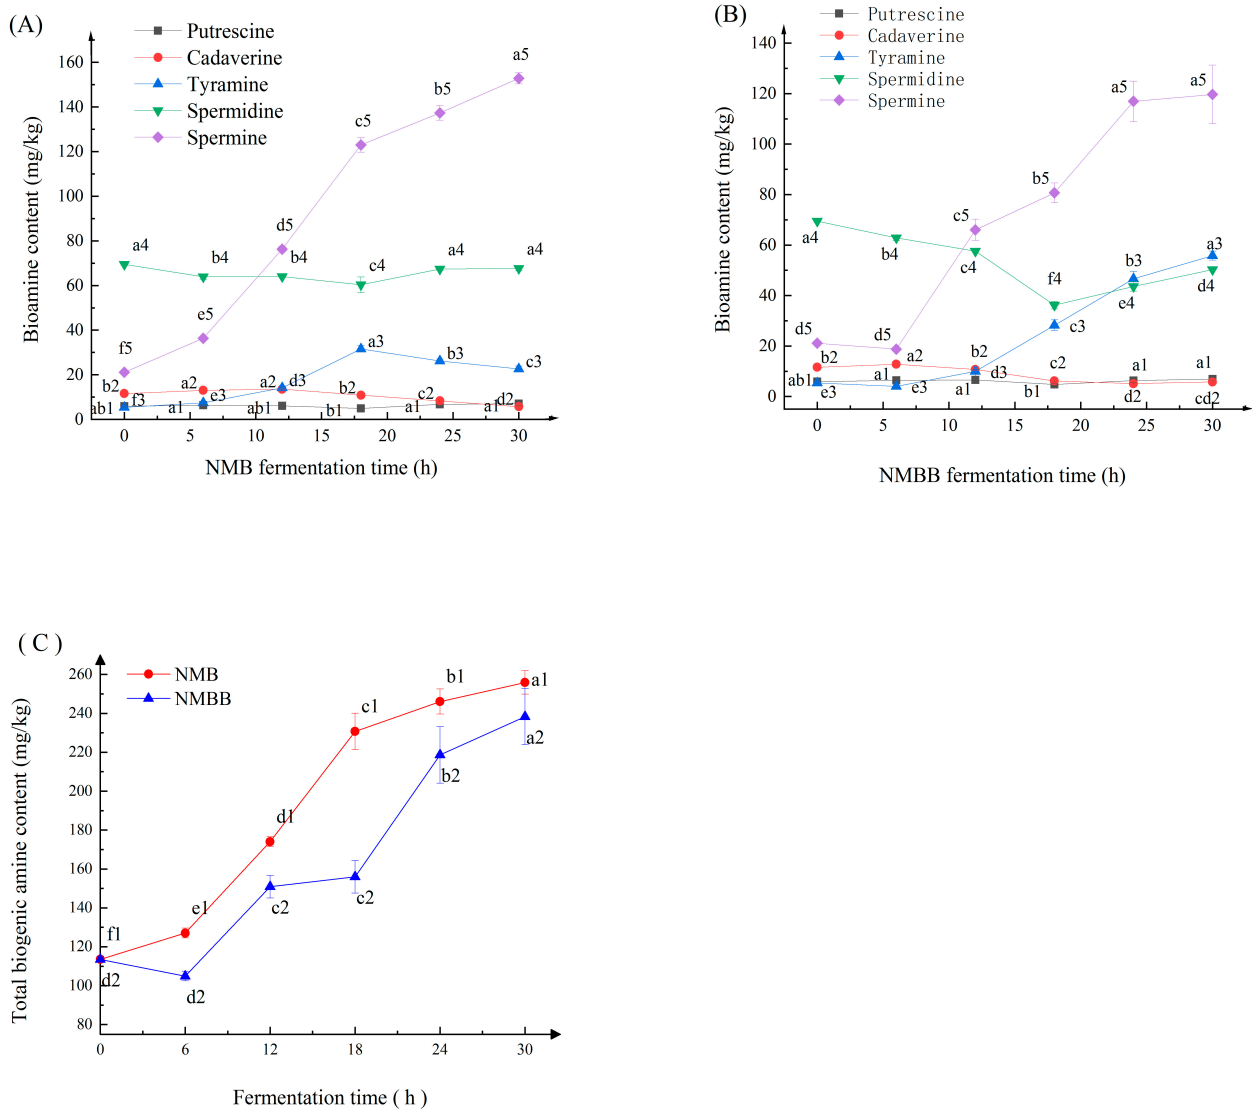 (A)
Putrescine
Cadaverine
Tyramine
Spermidine
Spermine
Bioamine content (mg/kg)
160
140
120
100
80
60
40
20
0
a5
b5
c5
d5
e5
f5
a4
b4
b4
c4
a4
a4
a3
b3
c3
b2
a2
a2
d3
b2
c2
d2
ab1
f3
a1
e3
ab1
b1
a1
a1
0
5
10
15
20
25
30
NMB fermentation time (h)
(B)
Putrescine
Cadaverine
Tyramine
Spermidine
Spermine
Bioamine content (mg/kg)
140
120
100
80
60
40
20
0
a5
a5
b5
c5
d5
d5
a4
b4
c4
f4
e4
d4
b3
a3
c3
b2
a2
b2
d3
c2
a1
a1
ab1
e3
a1
e3
a1
b1
d2
cd2
0
5
10
15
20
25
30
NMBB fermentation time (h)
( C )
NMB
NMBB
Total biogenic amine content (mg/kg)
260
240
220
200
180
160
140
120
100
80
f1
e1
d1
c1
b1
a1
d2
d2
c2
c2
b2
a2
0
6
12
18
24
30
Fermentation time ( h )